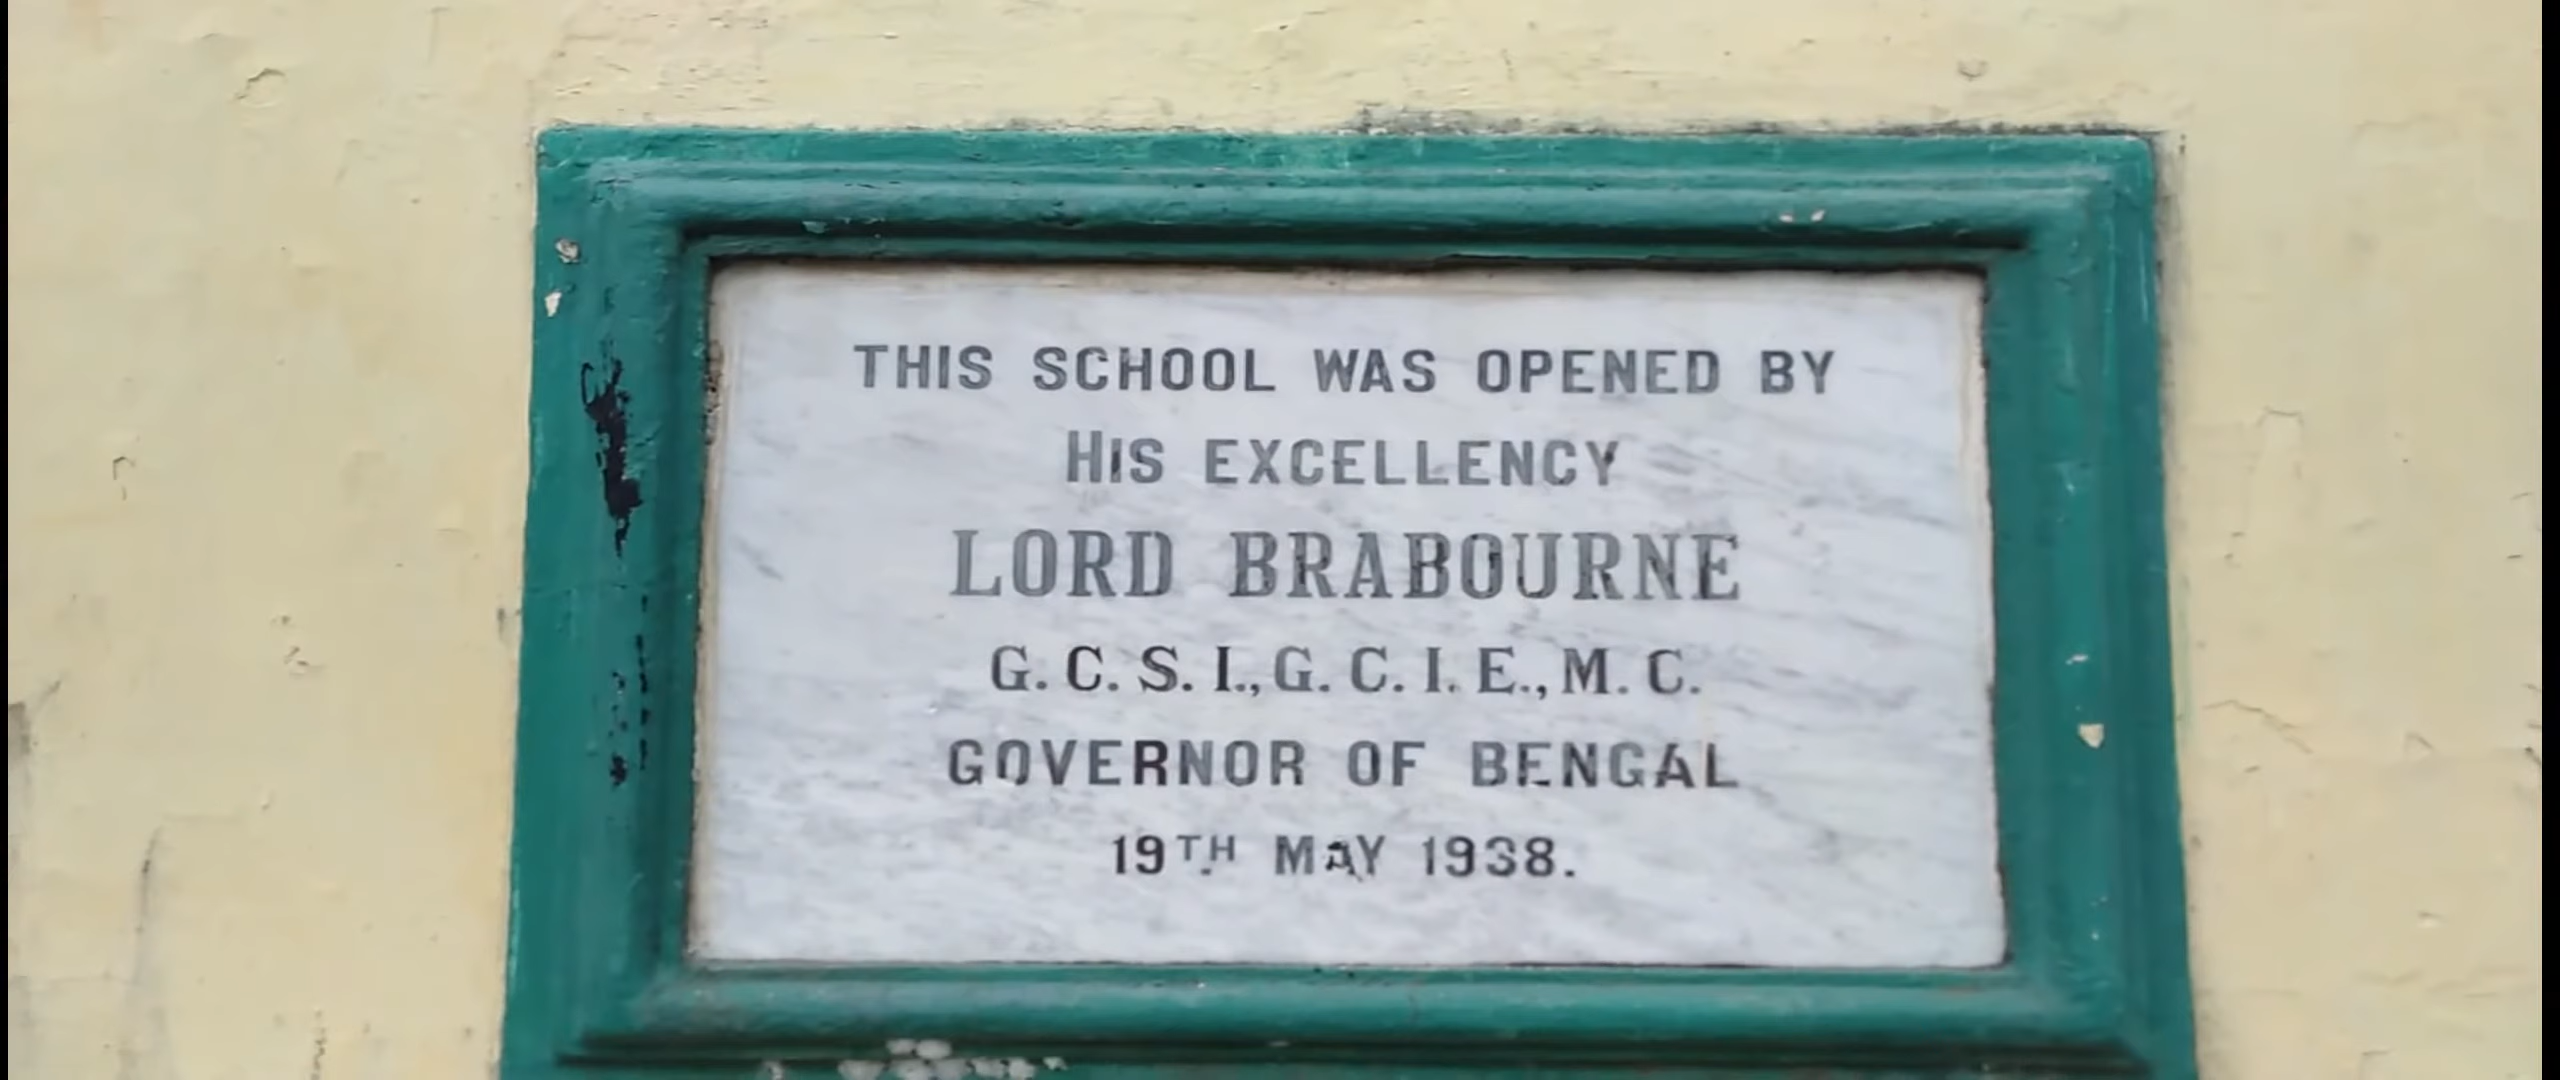 THIS SCHOOL WAS OPENED BY
HIS EXCELLENCY
LORD BRABOURNE
G. C. S. I., G. C. I. E., M. C.
GOVERNOR OF BENGAL
19TH MAY 1938.